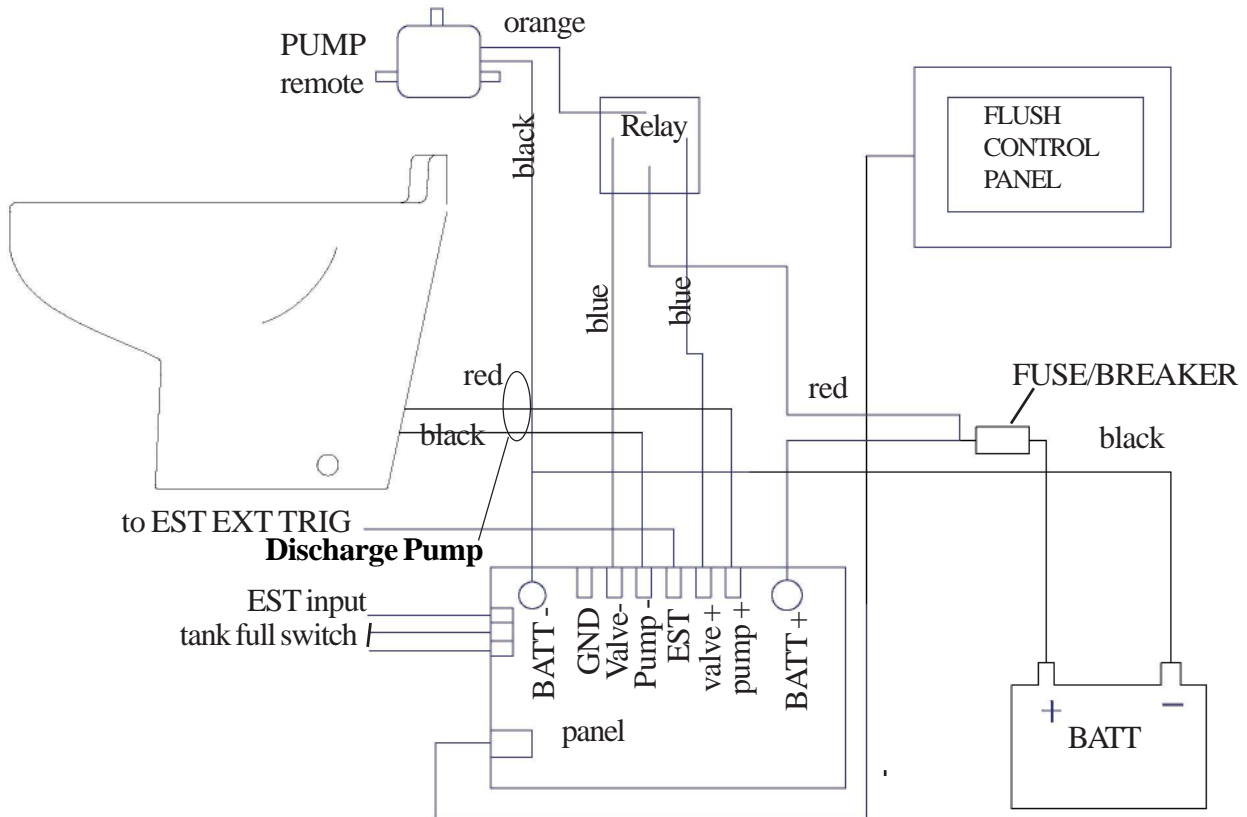 orange
PUMP
remote
black
Relay
FLUSH
CONTROL
PANEL
blue
blue
red
black
red
FUSE/BREAKER
black
to EST EXT TRIG
Discharge Pump
EST input
tank full switch
BATT -
GND
Valve-
Pump -
EST
valve +
pump +
BATT +
panel
+
−
BATT